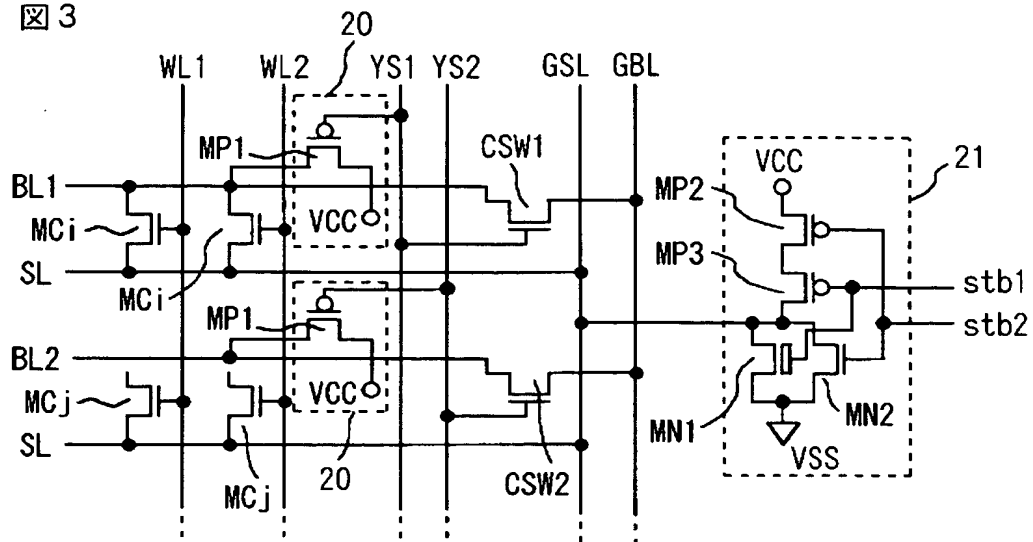 図3
20
WL1 WL2 YS1 YS2 GSL GBL
MP1
CSW1
VCC
21
BL1
VCC
MP2
MCi
SL
MCi
MP3
stb1
MP1
stb2
BL2
VCC
MCj
MN1
MN2
SL
20
VSS
MCj
CSW2